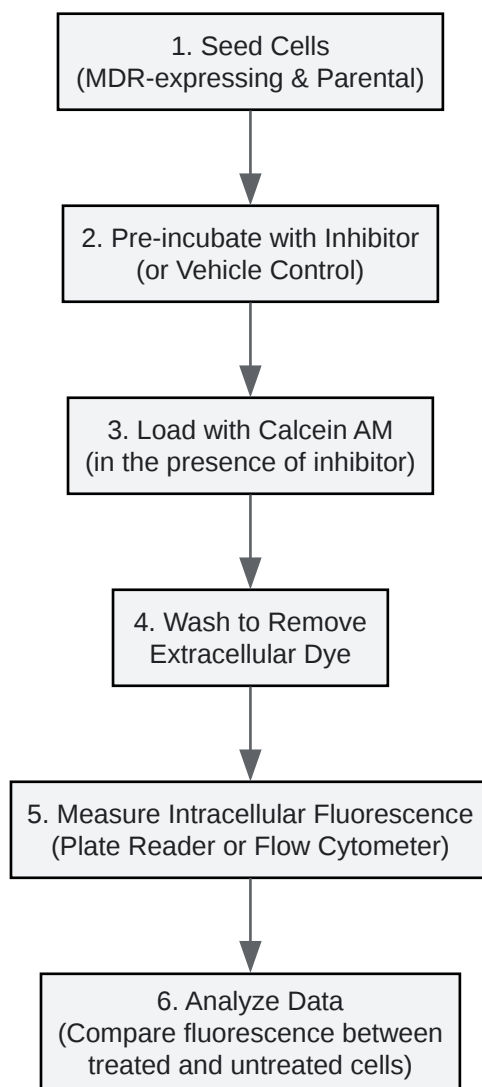 1. Seed Cells
(MDR-expressing & Parental)
2. Pre-incubate with Inhibitor
(or Vehicle Control)
3. Load with Calcein AM
(in the presence of inhibitor)
4. Wash to Remove
Extracellular Dye
5. Measure Intracellular Fluorescence
(Plate Reader or Flow Cytometer)
6. Analyze Data
(Compare fluorescence between
treated and untreated cells)